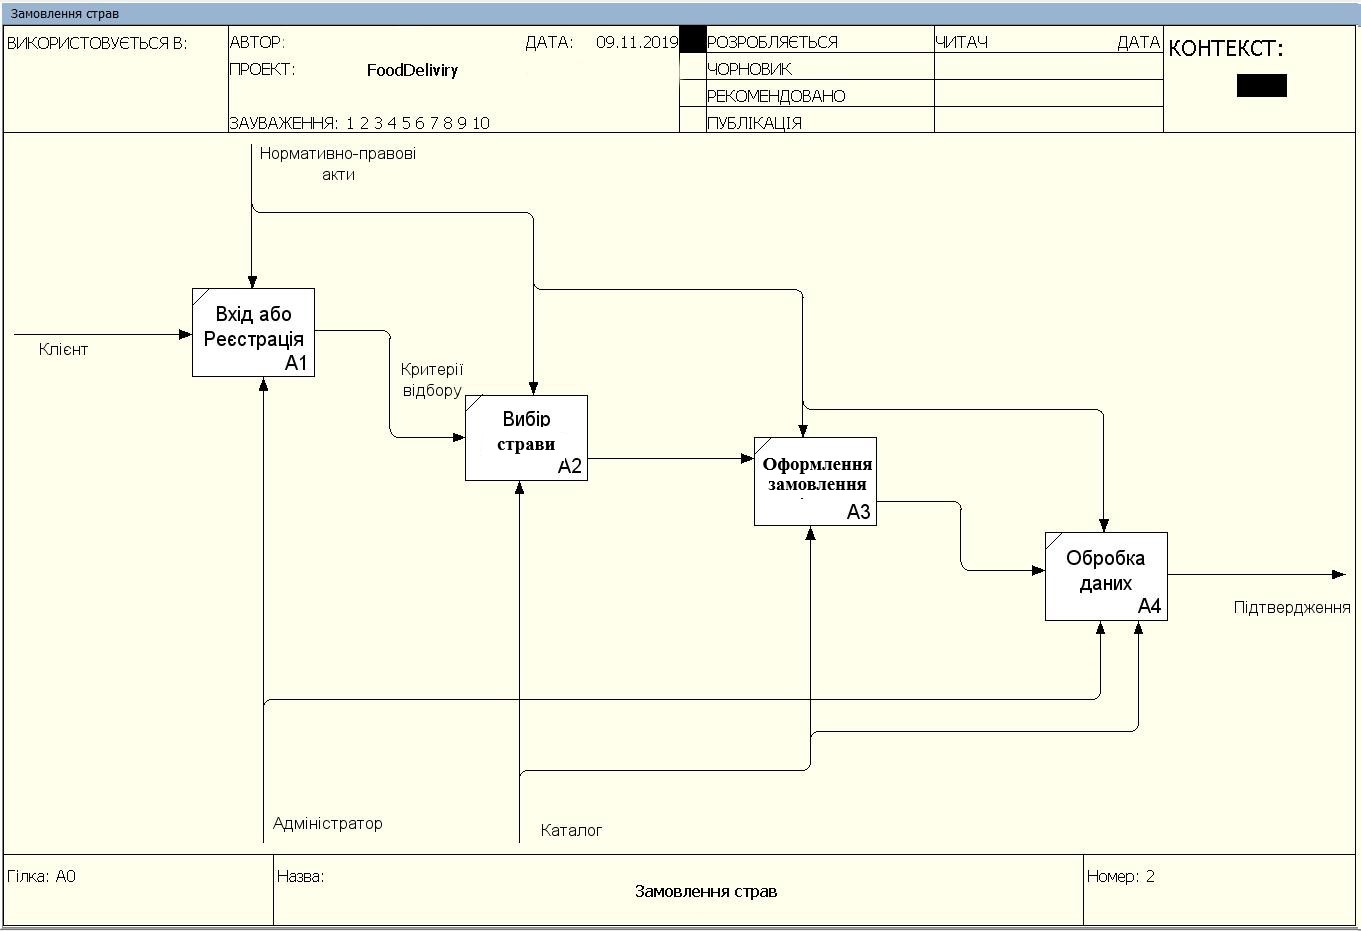 Замовлення страв
ВИКОРИСТОВУЄТЬСЯ В:
АВТОР:
ДАТА: 09.11.2019
ПРОЕКТ:
FoodDeliviry
ЗАУВАЖЕННЯ: 1 2 3 4 5 6 7 8 9 10
РОЗРОБЛЯЄТЬСЯ
ЧОРНОВИК
РЕКОМЕНДОВАНО
ПУБЛІКАЦІЯ
ЧИТАЧ
ДАТА
КОНТЕКСТ:
Нормативно-правові
акти
Вхід або
Реєстрація
A1
Клієнт
Критерії
відбору
Вибір
страви
A2
Оформлення
замовлення
A3
Обробка
даних
A4
Підтвердження
Адміністратор
Каталог
Гілка: A0
Назва:
Замовлення страв
Номер: 2